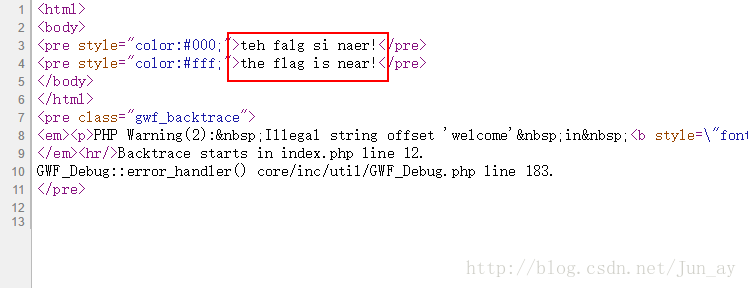 1 <html>
2 <body>
3 <pre style="color:#000;">teh falg si naer!</pre>
4 <pre style="color:#fff;">the flag is near!</pre>
5 </body>
6 </html>
7 <pre class="gwf_backtrace">
8 <em><p>PHP Warning(2):&nbsp;Illegal string offset 'welcome'&nbsp;in&nbsp;<b style=\"font
9 </em><hr/>Backtrace starts in index.php line 12.
10 GWF_Debug::error_handler() core/inc/util/GWF_Debug.php line 183.
11 </pre>
12
13
http://blog.csdn.net/Jun_ay